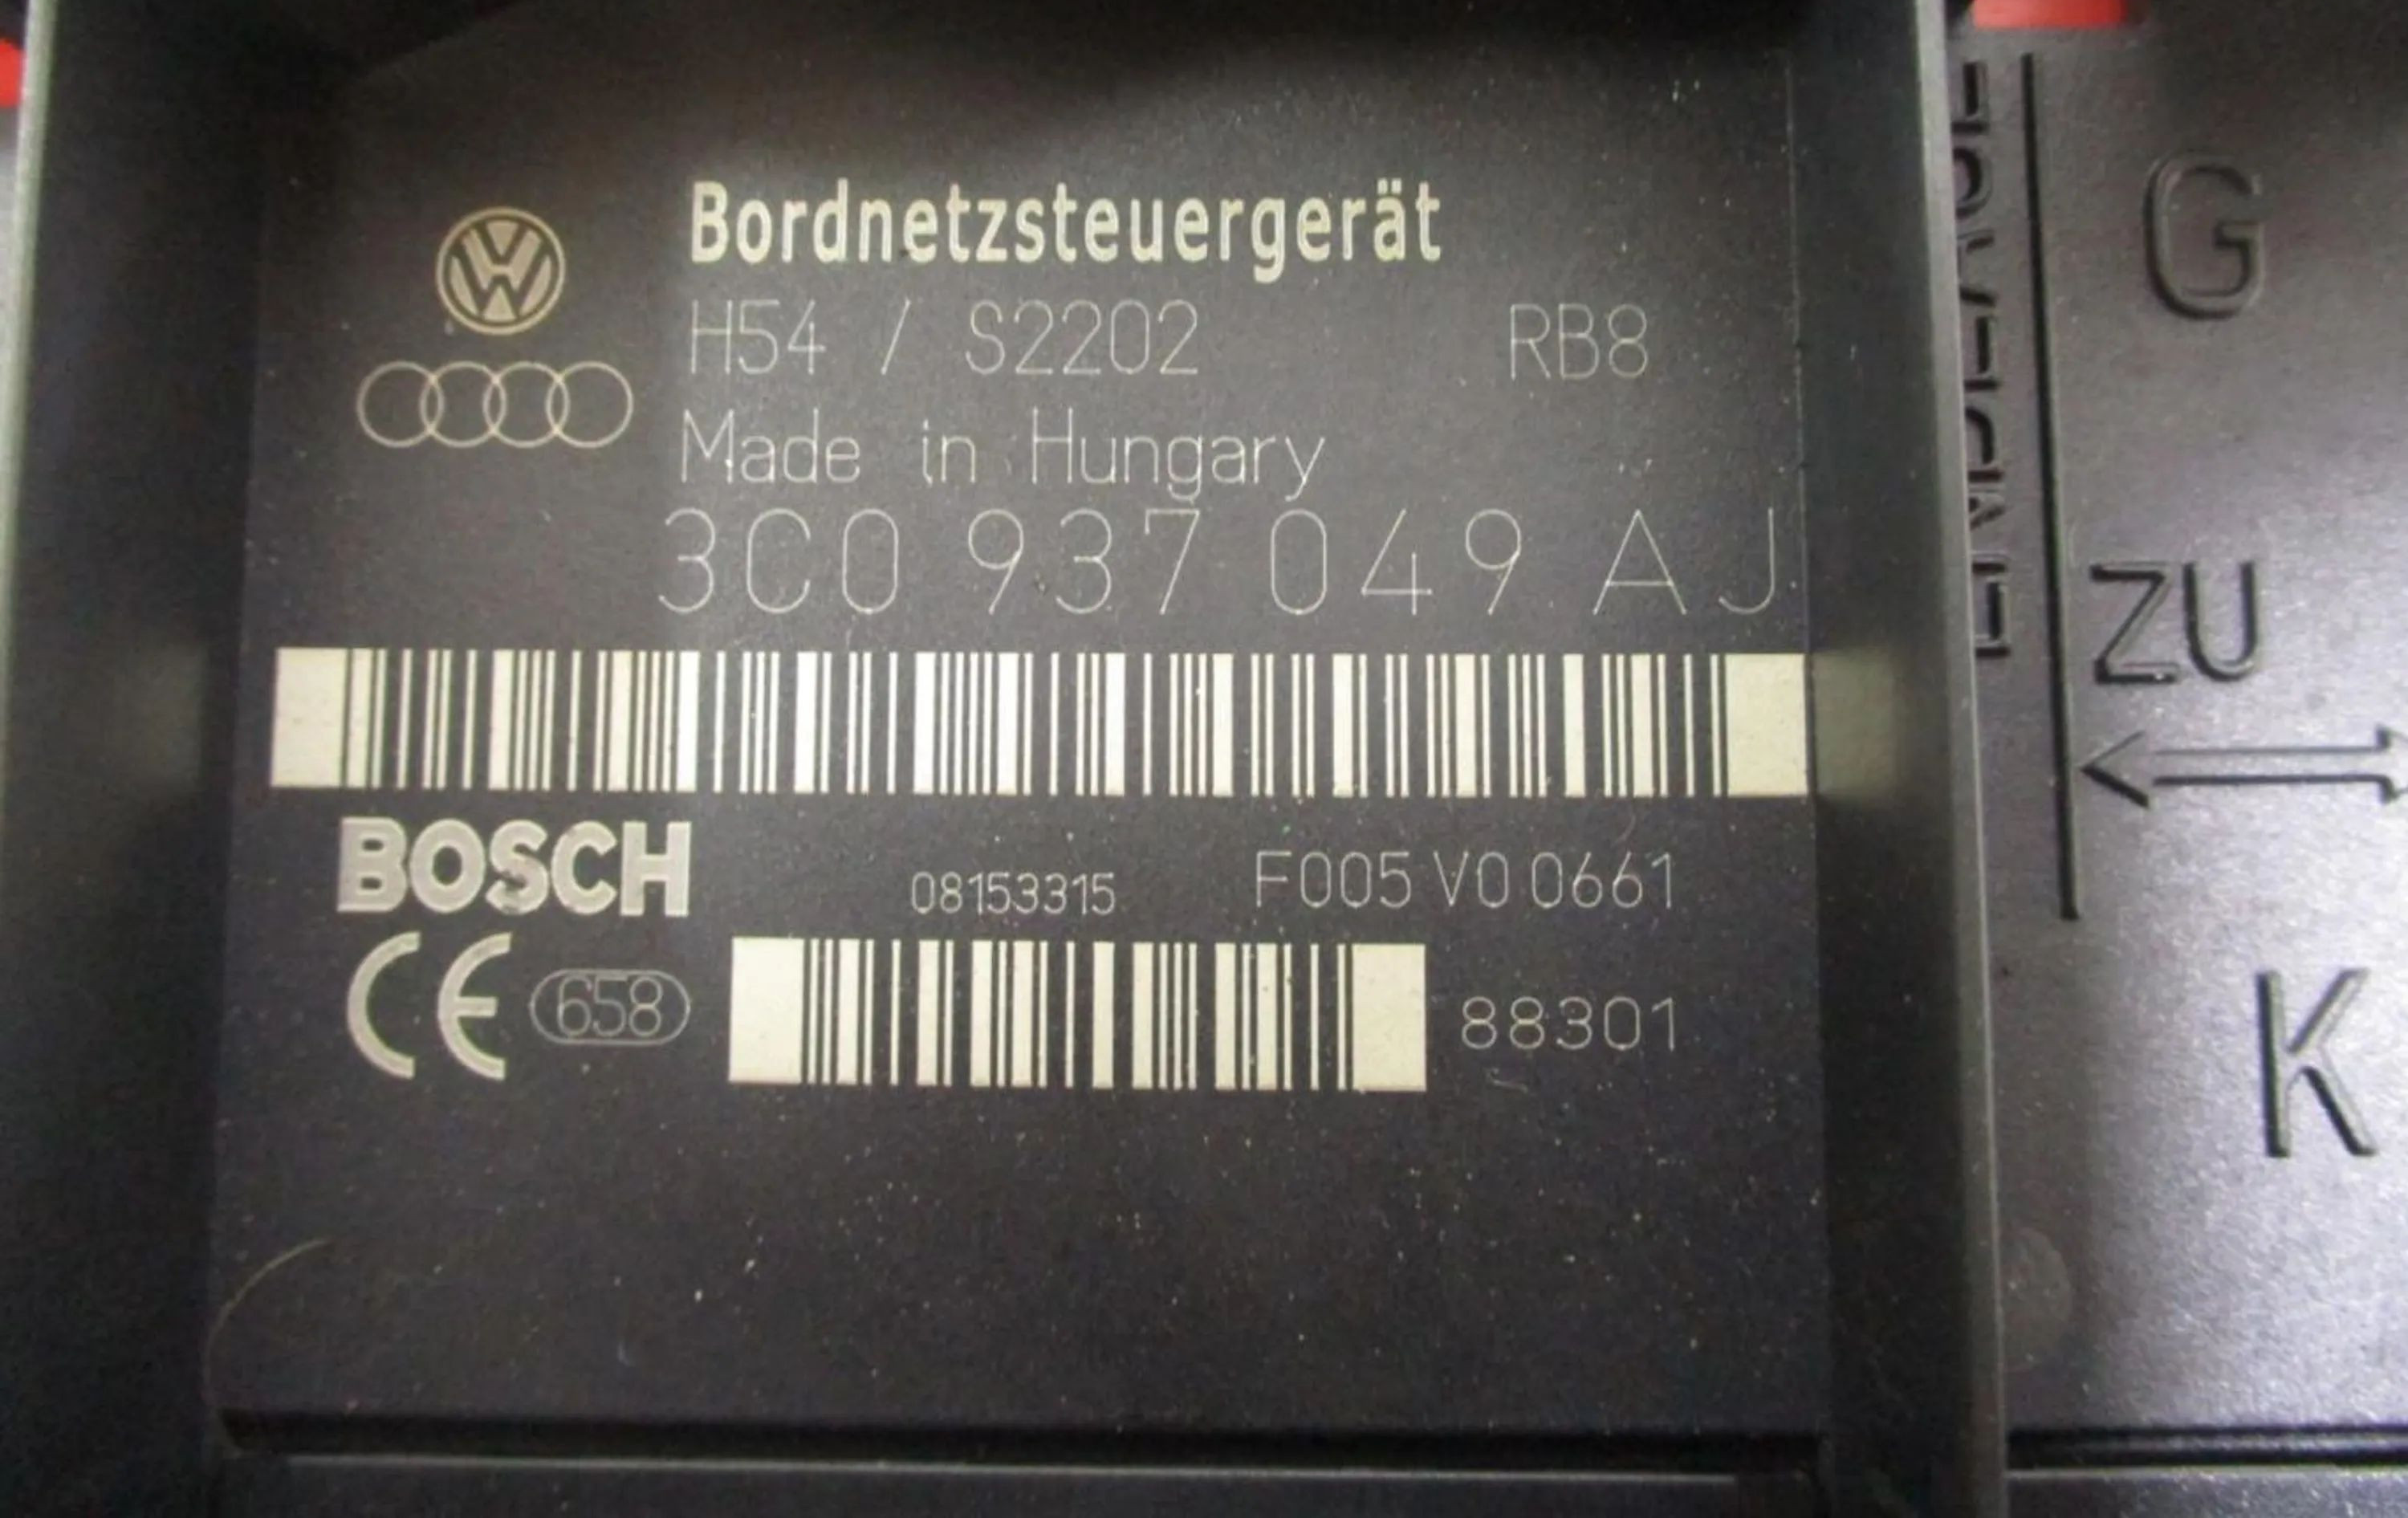 Bordnetzsteuergerät
H54 / S2202 RB8
Made in Hungary
3C0 937 049 AJ
BOSCH 08153315 F005 V0 0661
CE 658 88301
G
ZU
K